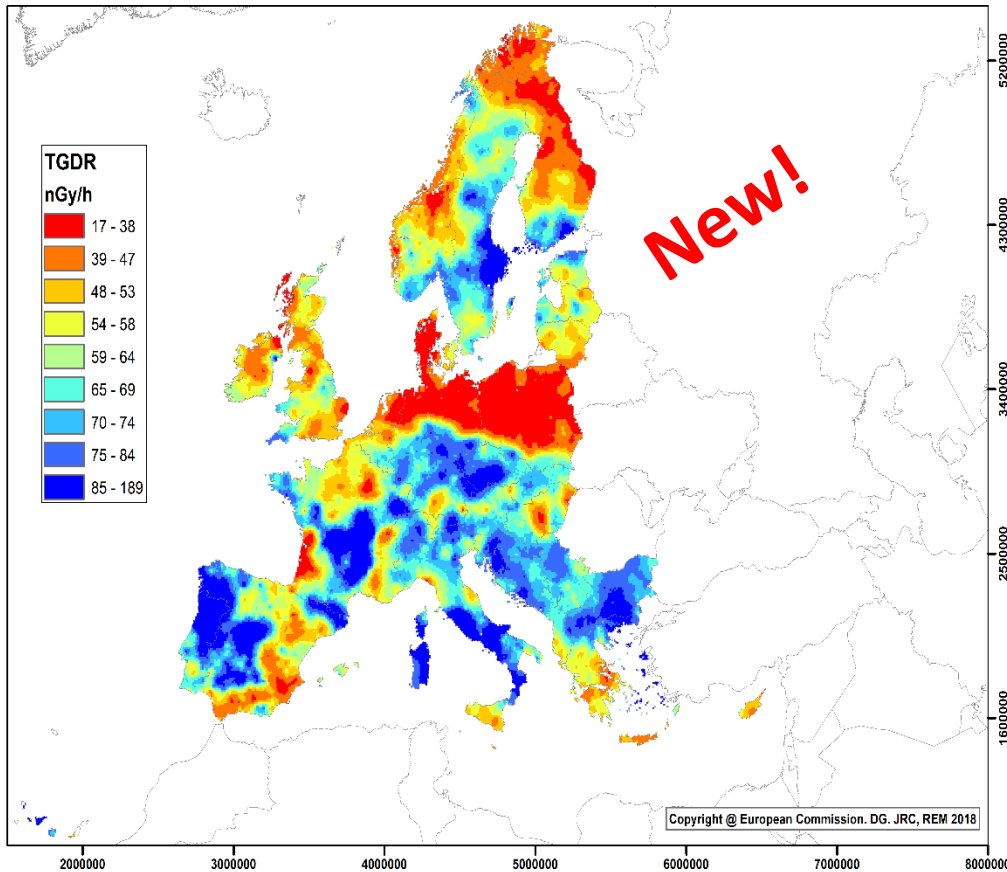 TGDR
nGy/h
17 - 38
39 - 47
48 - 53
54 - 58
59 - 64
65 - 69
70 - 74
75 - 84
85 - 189
New!
5200000
4300000
3400000
2500000
1600000
Copyright @ European Commission. DG. JRC, REM 2018
2000000 3000000 4000000 5000000 6000000 7000000 8000000